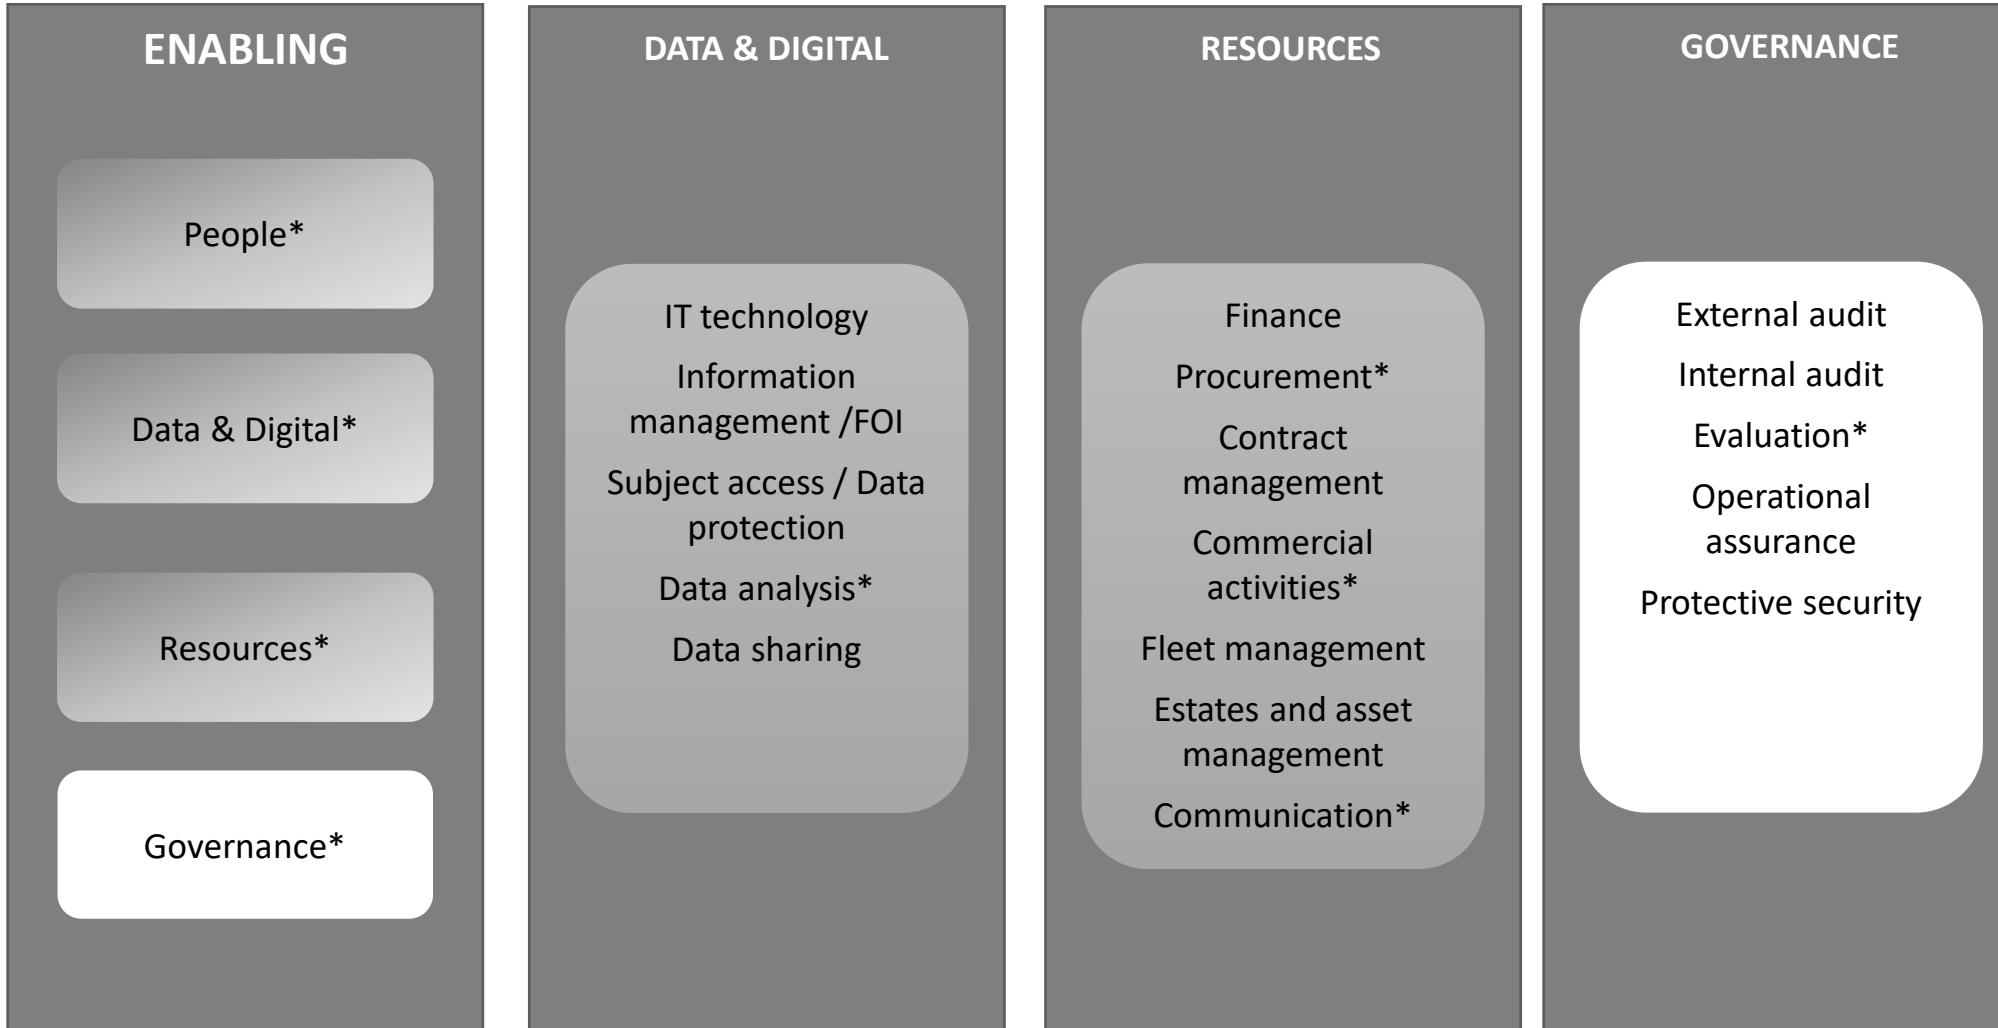 ENABLING
People*
Data & Digital*
Resources*
Governance*
DATA & DIGITAL
IT technology
Information
management /FOI
Subject access / Data
protection
Data analysis*
Data sharing
RESOURCES
Finance
Procurement*
Contract
management
Commercial
activities*
Fleet management
Estates and asset
management
Communication*
GOVERNANCE
External audit
Internal audit
Evaluation*
Operational
assurance
Protective security